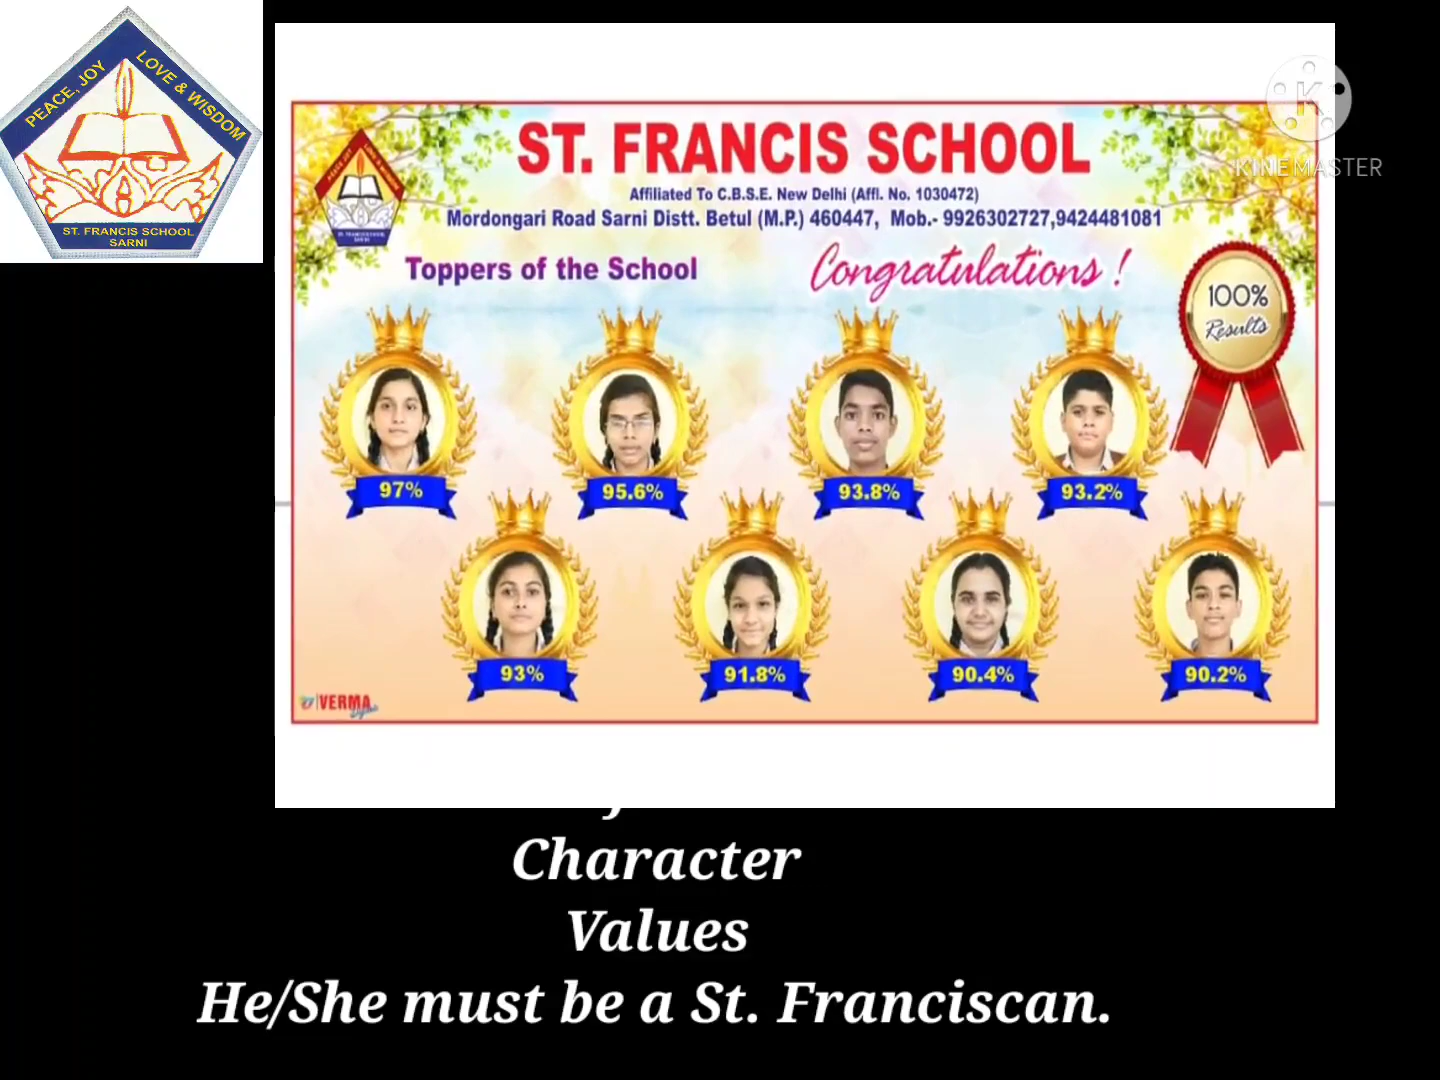 PEACE, JOY
LOVE & WISDOM
ST. FRANCIS SCHOOL
SARNI
KINEMASTER
ST. FRANCIS SCHOOL
Affiliated To C.B.S.E. New Delhi (Affl. No. 1030472)
Mordongari Road Sarni Distt. Betul (M.P.) 460447, Mob.- 9926302727,9424481081
Toppers of the School
Congratulations !
100%
Results
97%
95.6%
93.8%
93.2%
93%
91.8%
90.4%
90.2%
VERMA
Character
Values
He/She must be a St. Franciscan.